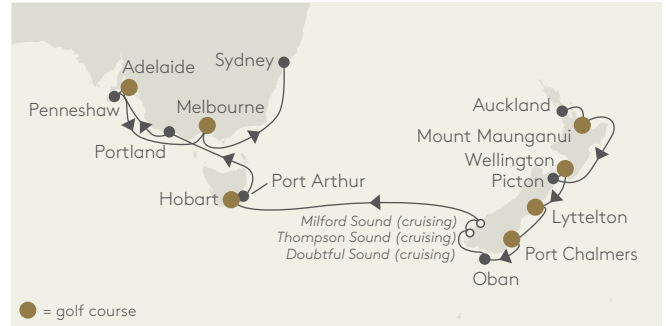 Adelaide
Sydney
Penneshaw
Melbourne
Portland
Auckland
Mount Maunganui
Wellington
Picton
Port Arthur
Hobart
Lyttelton
Milford Sound (cruising)
Thompson Sound (cruising)
Doubtful Sound (cruising)
Port Chalmers
Oban
= golf course